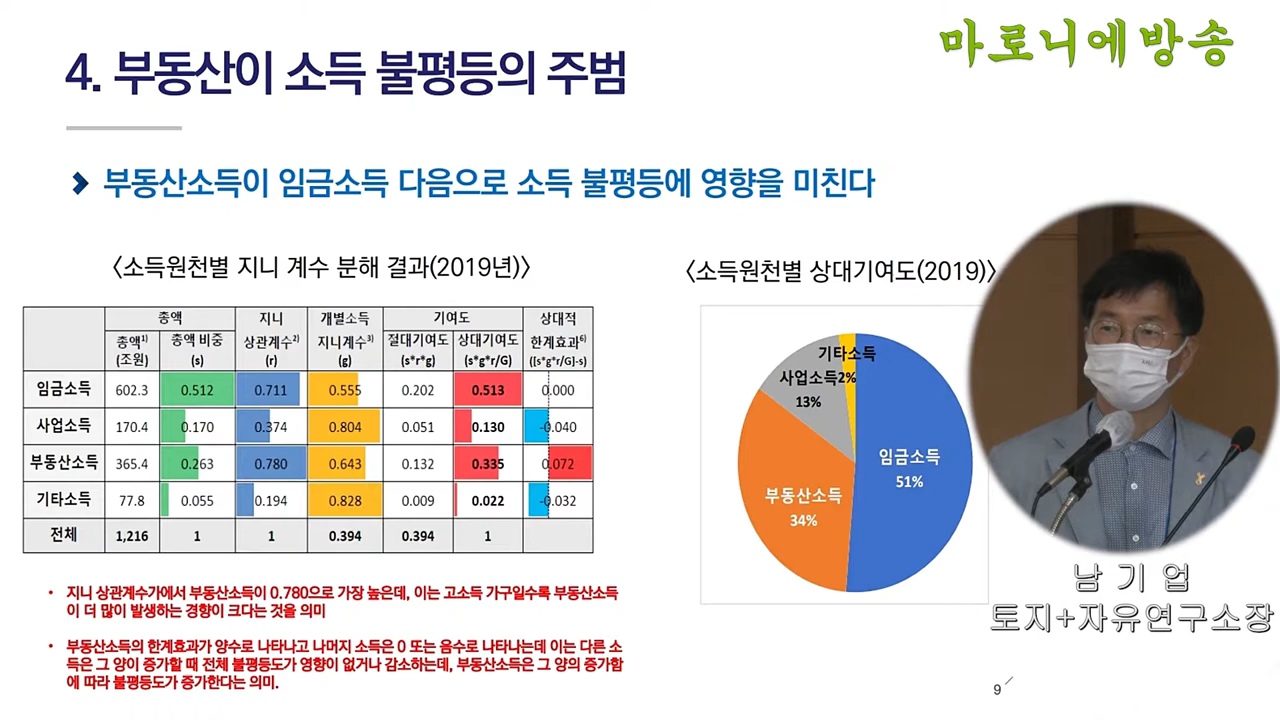 마로니에방송
4. 부동산이 소득 불평등의 주범
부동산소득이 임금소득 다음으로 소득 불평등에 영향을 미친다
〈소득원천별 지니 계수 분해 결과(2019년)〉
총액 지니 개별소득 기여도 상대적
총액1) 총액 비중 상관계수2) 지니계수3) 절대기여도 상대기여도 한계효과6)
(조원) (s) (r) (g) (s*r*g) (s*g*r/G) ([s*g*r/G]-s)
임금소득 602.3 0.512 0.711 0.555 0.202 0.513 0.000
사업소득 170.4 0.170 0.374 0.804 0.051 0.130 -0.040
부동산소득 365.4 0.263 0.780 0.643 0.132 0.335 0.072
기타소득 77.8 0.055 0.194 0.828 0.009 0.022 -0.032
전체 1,216 1 1 0.394 0.394 1
• 지니 상관계수가에서 부동산소득이 0.780으로 가장 높은데, 이는 고소득 가구일수록 부동산소득
이 더 많이 발생하는 경향이 크다는 것을 의미
• 부동산소득의 한계효과가 양수로 나타나고 나머지 소득은 0 또는 음수로 나타나는데 이는 다른 소
득은 그 양이 증가할 때 전체 불평등도가 영향이 없거나 감소하는데, 부동산소득은 그 양의 증가함
에 따라 불평등도가 증가한다는 의미.
〈소득원천별 상대기여도(2019)〉
기타소득
2%
사업소득
13%
임금소득
51%
부동산소득
34%
남기업
토지+자유연구소장
9